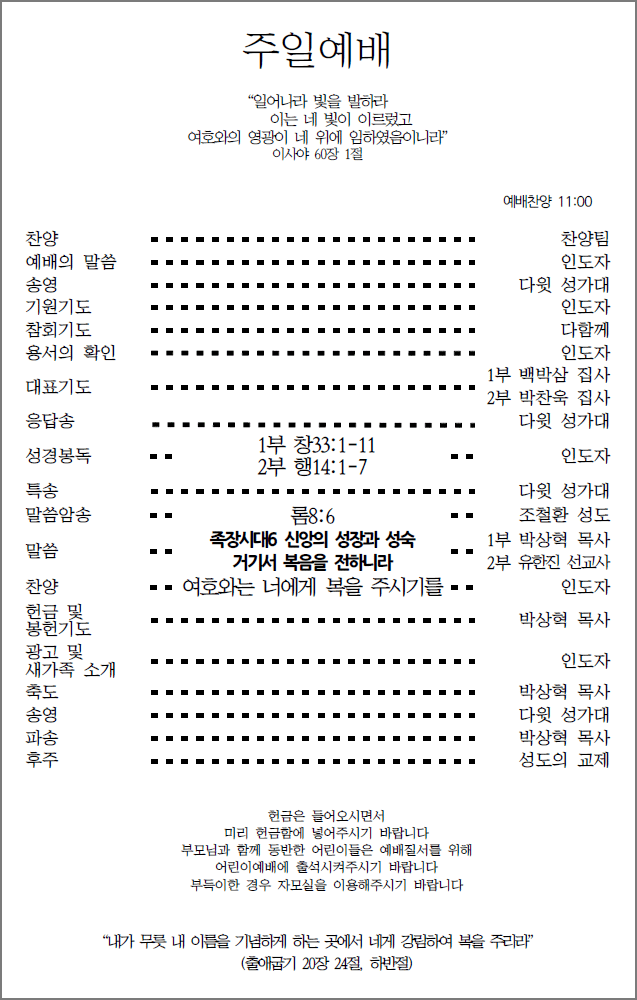 주일예배
“일어나라 빛을 발하라
이는 네 빛이 이르렀고
여호와의 영광이 네 위에 임하였음이니라”
이사야 60장 1절
예배찬양 11:00
찬양 찬양팀
예배의 말씀 인도자
송영 다윗 성가대
기원기도 인도자
참회기도 다함께
용서의 확인 인도자
대표기도 1부 백박삼 집사
2부 박찬욱 집사
응답송 다윗 성가대
성경봉독 1부 창33:1-11 인도자
2부 행14:1-7
특송 다윗 성가대
말씀암송 롬8:6 조철환 성도
말씀 족장시대6 신앙의 성장과 성숙 1부 박상혁 목사
거기서 복음을 전하니라 2부 유한진 선교사
찬양 여호와는 너에게 복을 주시기를 인도자
헌금 및
봉헌기도 박상혁 목사
광고 및
새가족 소개 인도자
축도 박상혁 목사
송영 다윗 성가대
파송 박상혁 목사
후주 성도의 교제
헌금은 들어오시면서
미리 헌금함에 넣어주시기 바랍니다
부모님과 함께 동반한 어린이들은 예배질서를 위해
어린이예배에 출석시켜주시기 바랍니다
부득이한 경우 자모실을 이용해주시기 바랍니다
“내가 무릇 내 이름을 기념하게 하는 곳에서 네게 강림하여 복을 주리라”
(출애굽기 20장 24절, 하반절)